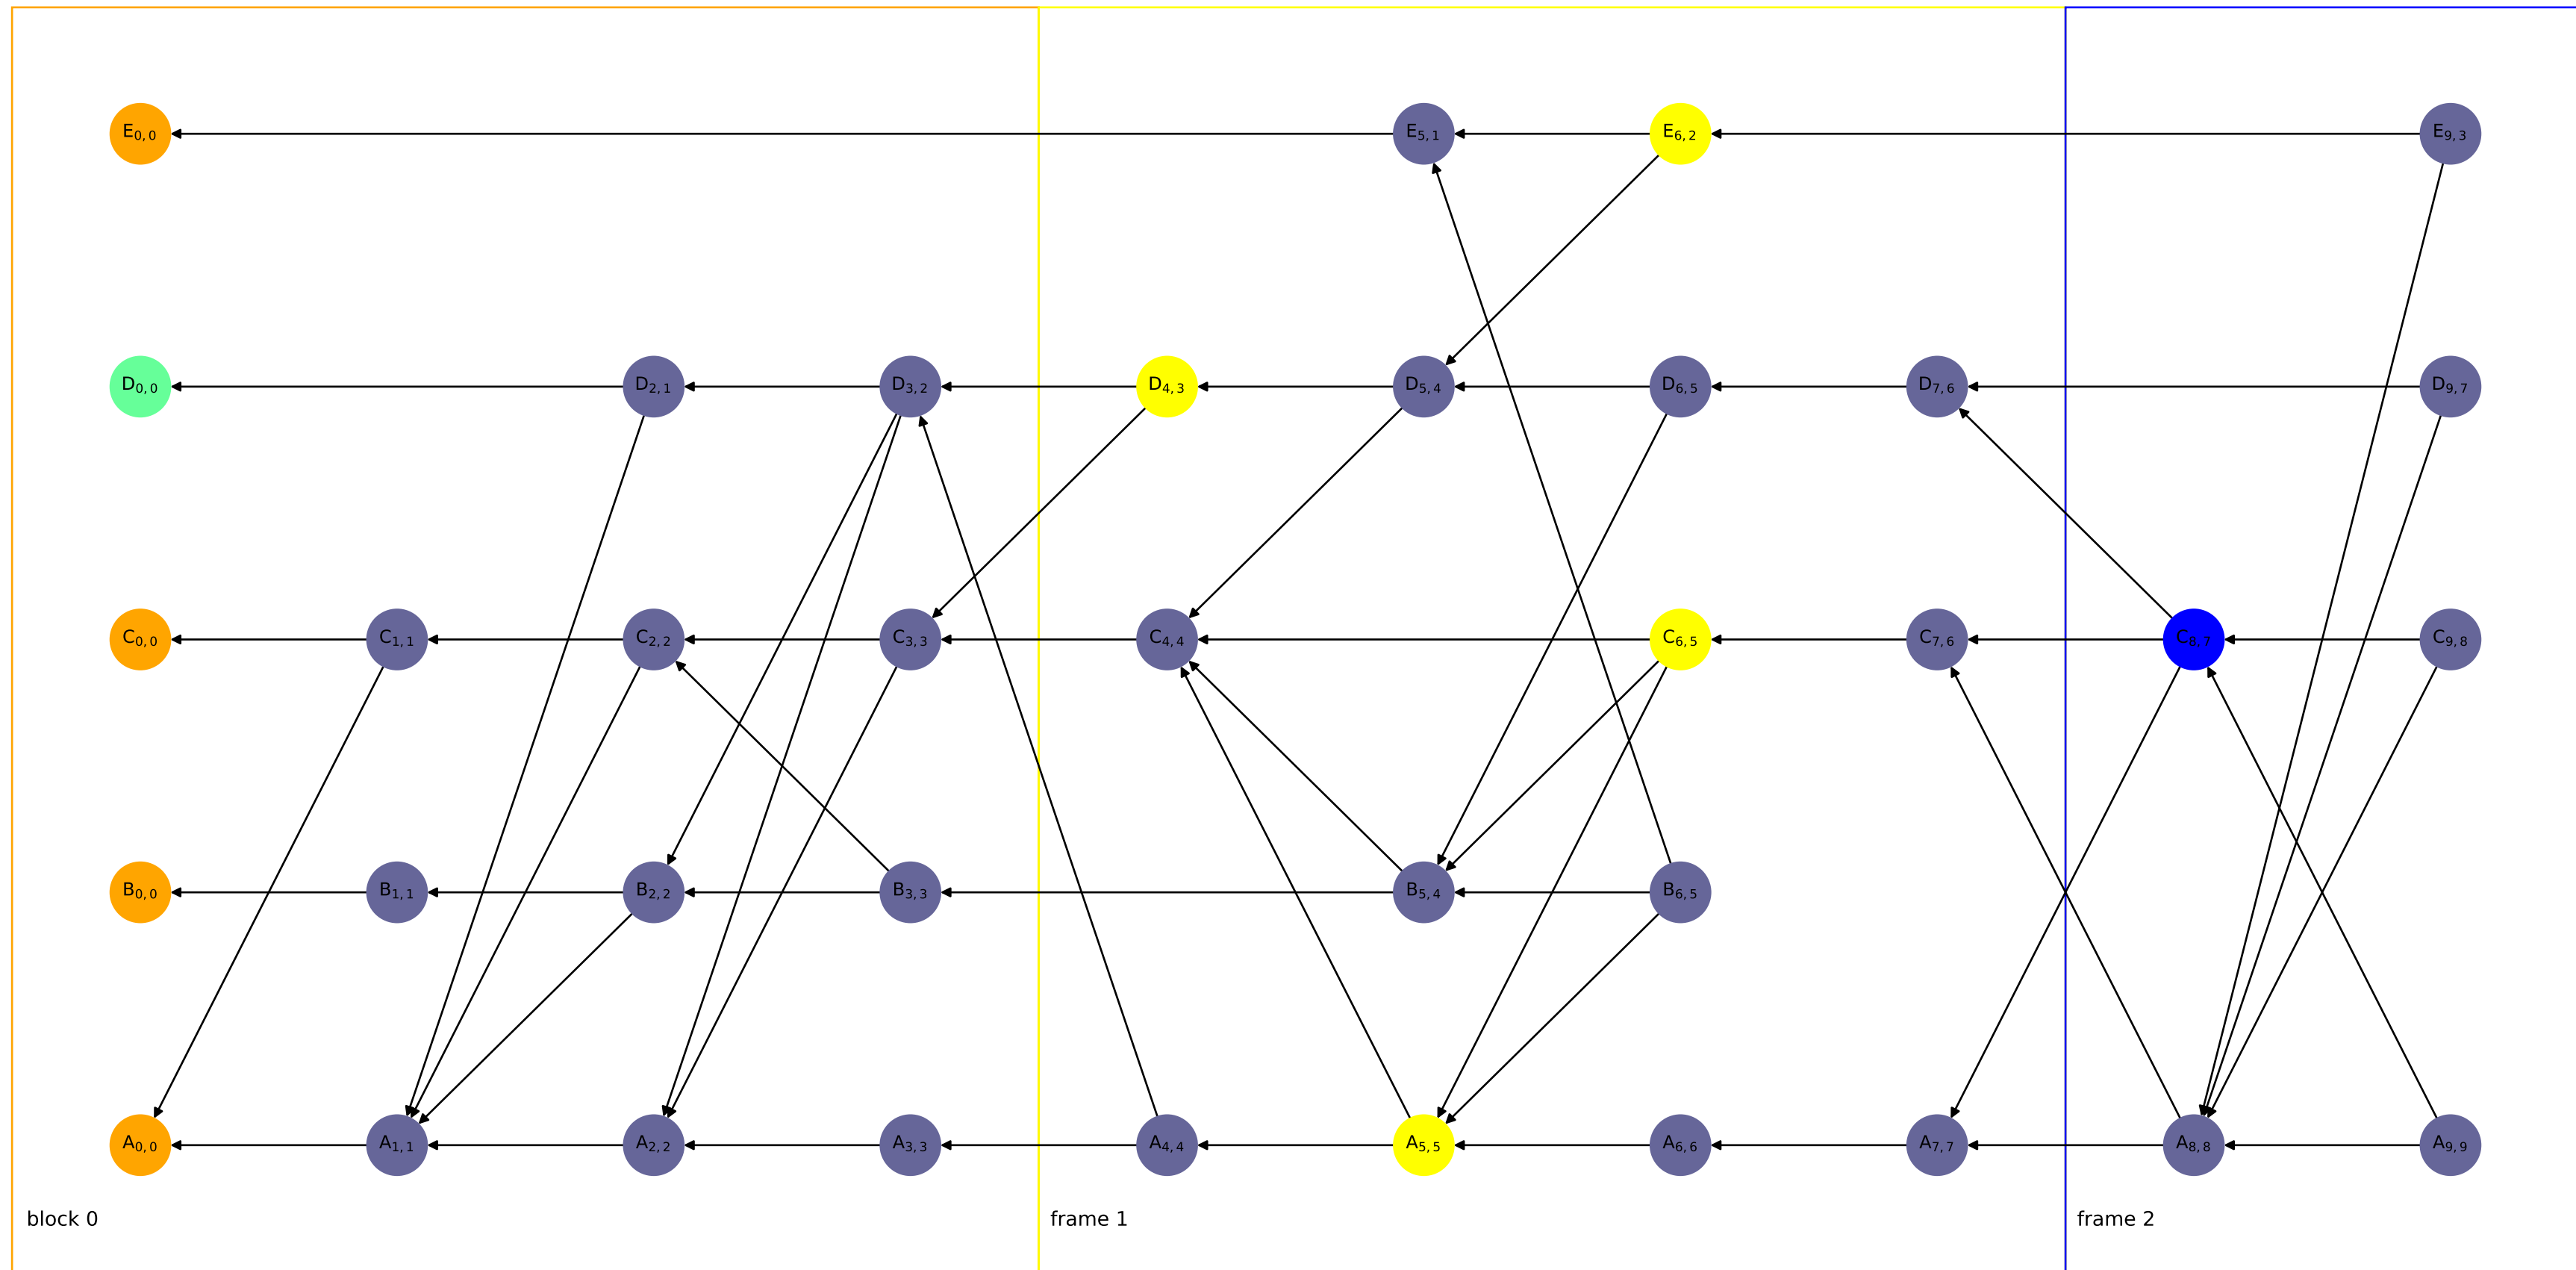 E0,0 E5,1 E6,2 E9,3
D0,0 D2,1 D3,2 D4,3 D5,4 D6,5 D7,6 D9,7
C0,0 C1,1 C2,2 C3,3 C4,4 C6,5 C7,6 C8,7 C9,8
B0,0 B1,1 B2,2 B3,3 B5,4 B6,5
A0,0 A1,1 A2,2 A3,3 A4,4 A5,5 A6,6 A7,7 A8,8 A9,9
block 0 frame 1 frame 2